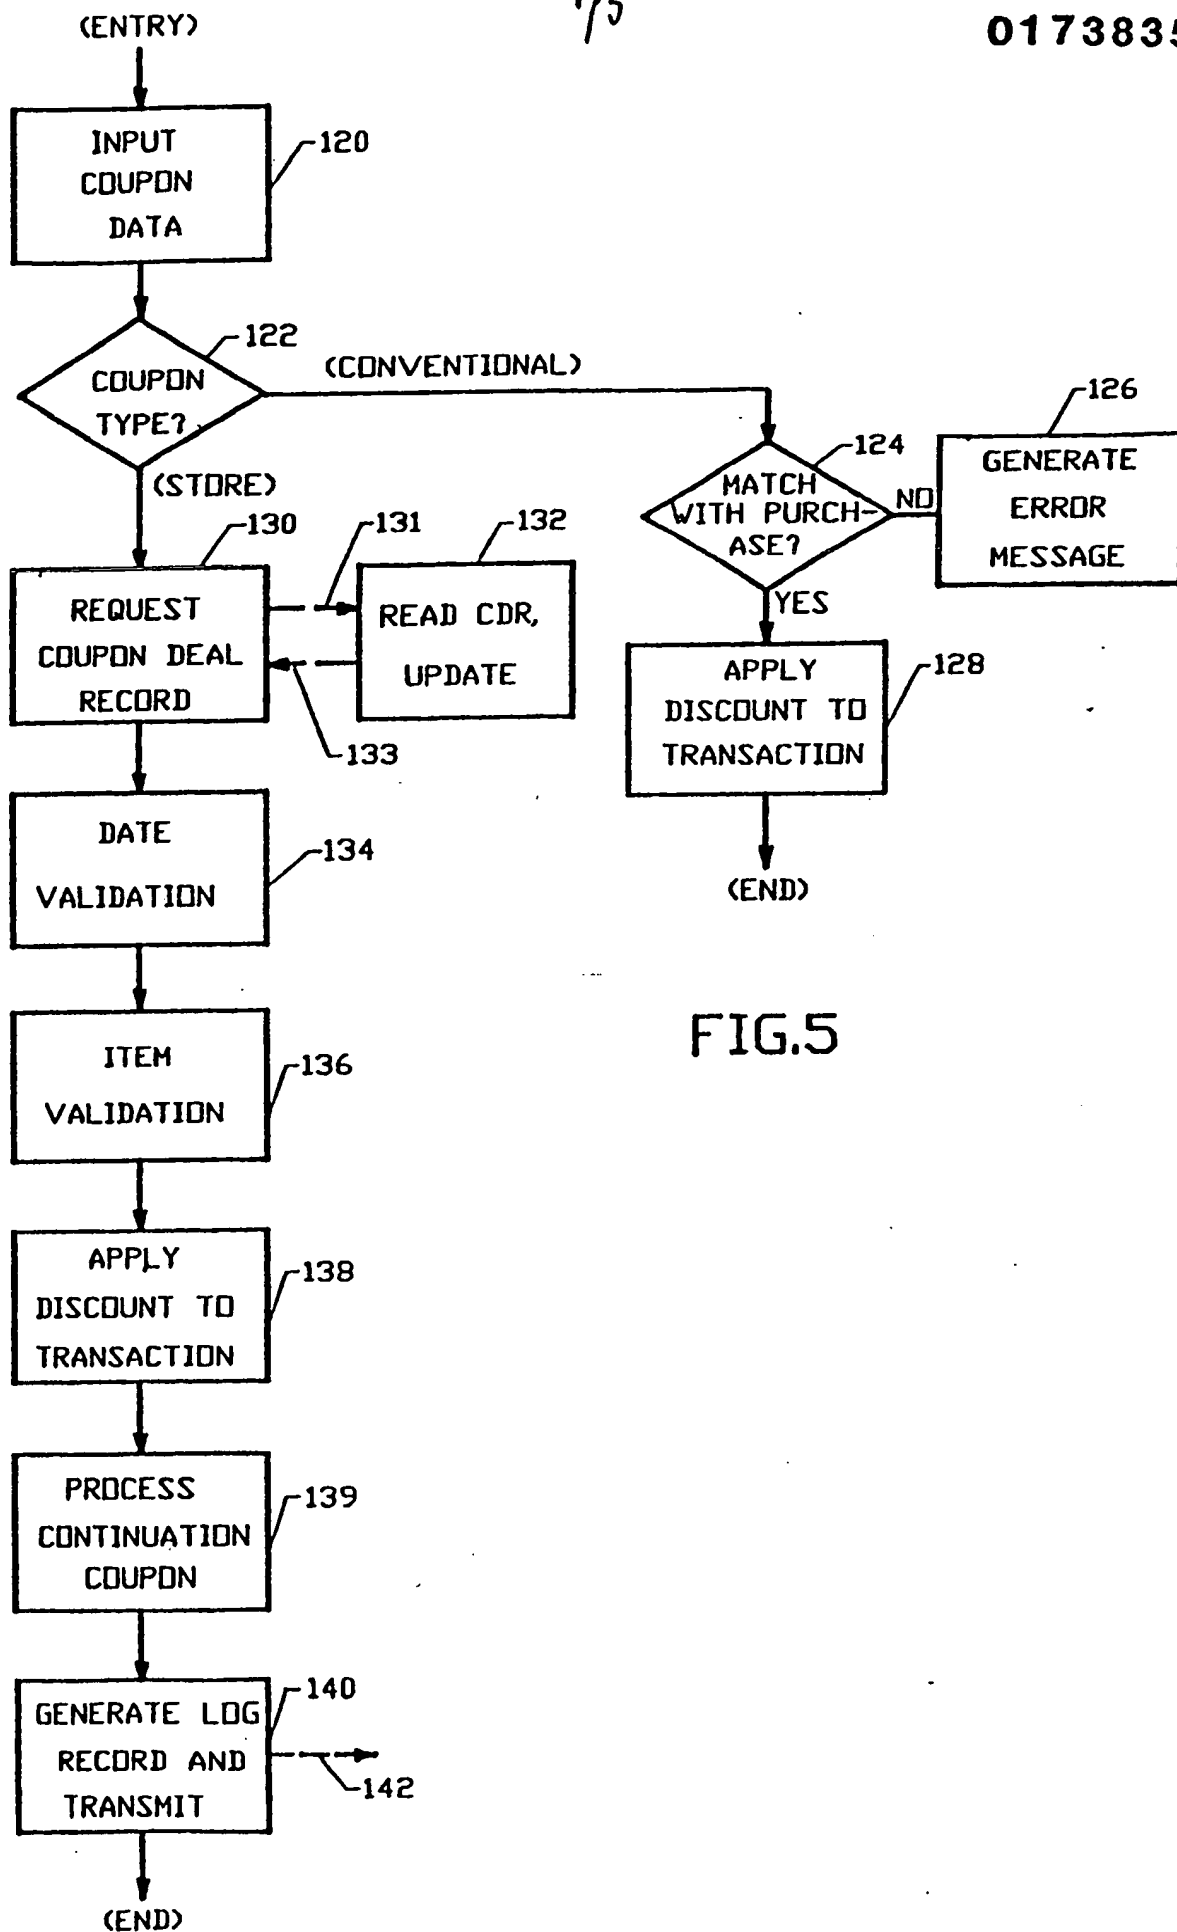 (ENTRY)
0173835
INPUT
COUPON
DATA
120
COUPON
TYPE?
122
(CONVENTIONAL)
(STORE)
MATCH
WITH PURCH-
ASE?
124
NO
GENERATE
ERROR
MESSAGE
126
YES
APPLY
DISCOUNT TO
TRANSACTION
128
(END)
REQUEST
COUPON DEAL
RECORD
130
131
READ CDR,
UPDATE
132
133
DATE
VALIDATION
134
ITEM
VALIDATION
136
APPLY
DISCOUNT TO
TRANSACTION
138
PROCESS
CONTINUATION
COUPON
139
GENERATE LOG
RECORD AND
TRANSMIT
140
142
(END)
FIG.5